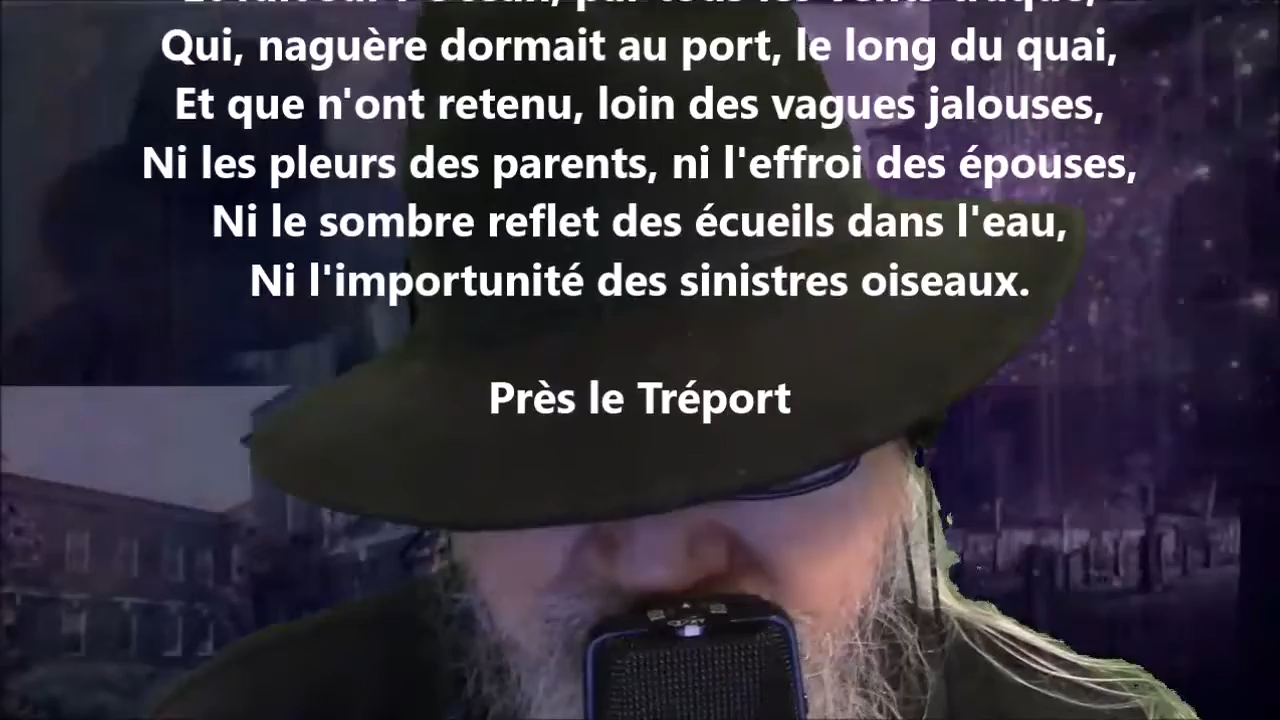 Qui, naguère dormait au port, le long du quai,
Et que n'ont retenu, loin des vagues jalouses,
Ni les pleurs des parents, ni l'effroi des épouses,
Ni le sombre reflet des écueils dans l'eau,
Ni l'importunité des sinistres oiseaux.
Près le Tréport